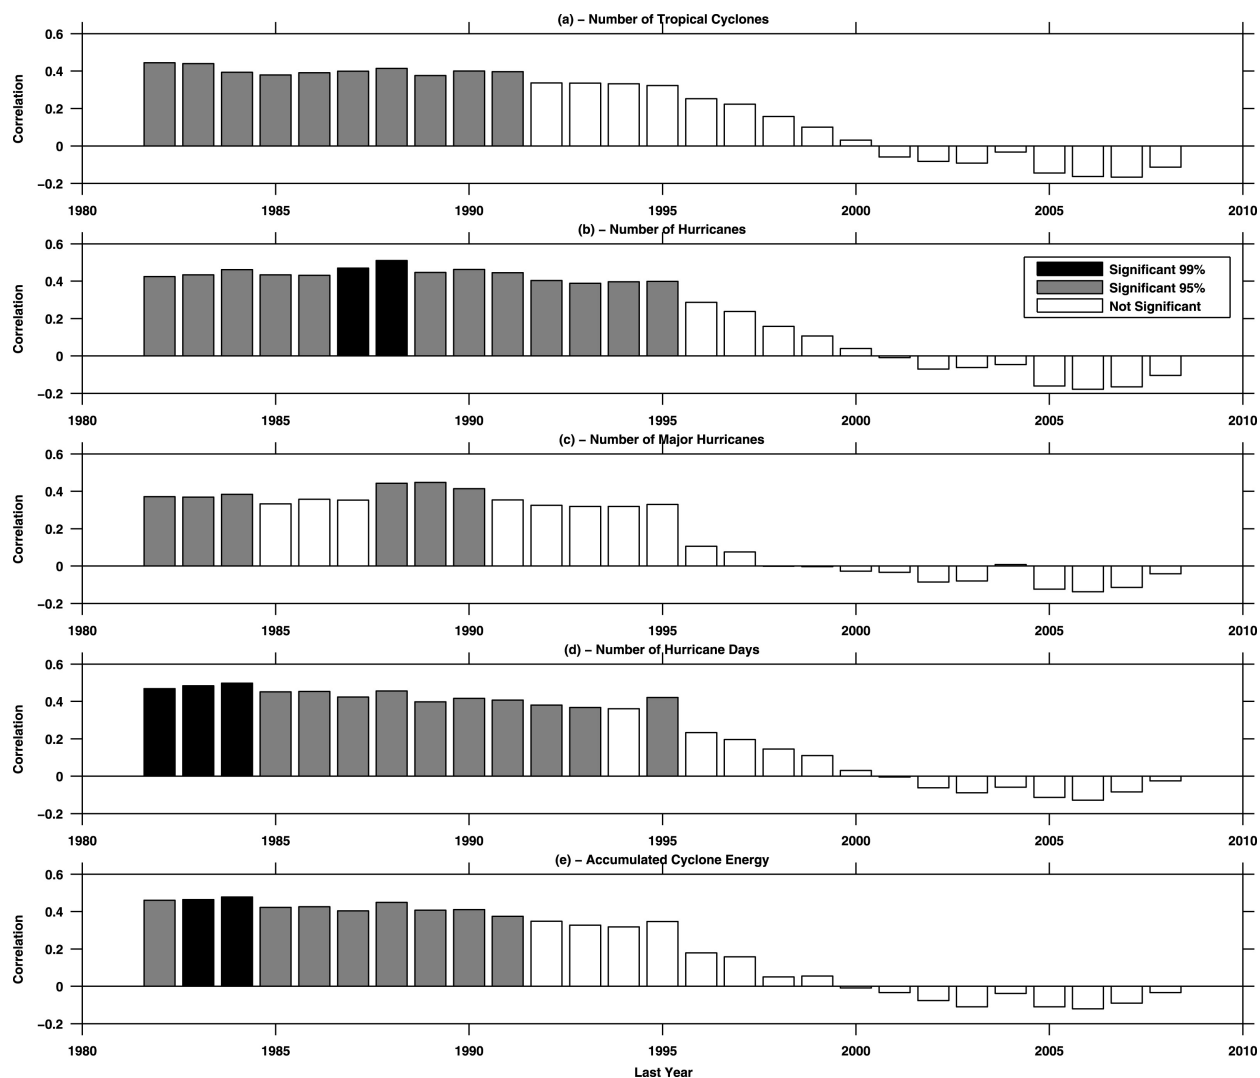 (a) – Number of Tropical Cyclones
0.6
0.4
0.2
0
−0.2
Correlation
1980 1985 1990 1995 2000 2005 2010
(b) – Number of Hurricanes
0.6
0.4
0.2
0
−0.2
Correlation
Significant 99%
Significant 95%
Not Significant
1980 1985 1990 1995 2000 2005 2010
(c) – Number of Major Hurricanes
0.6
0.4
0.2
0
−0.2
Correlation
1980 1985 1990 1995 2000 2005 2010
(d) – Number of Hurricane Days
0.6
0.4
0.2
0
−0.2
Correlation
1980 1985 1990 1995 2000 2005 2010
(e) – Accumulated Cyclone Energy
0.6
0.4
0.2
0
−0.2
Correlation
1980 1985 1990 1995 2000 2005 2010
Last Year